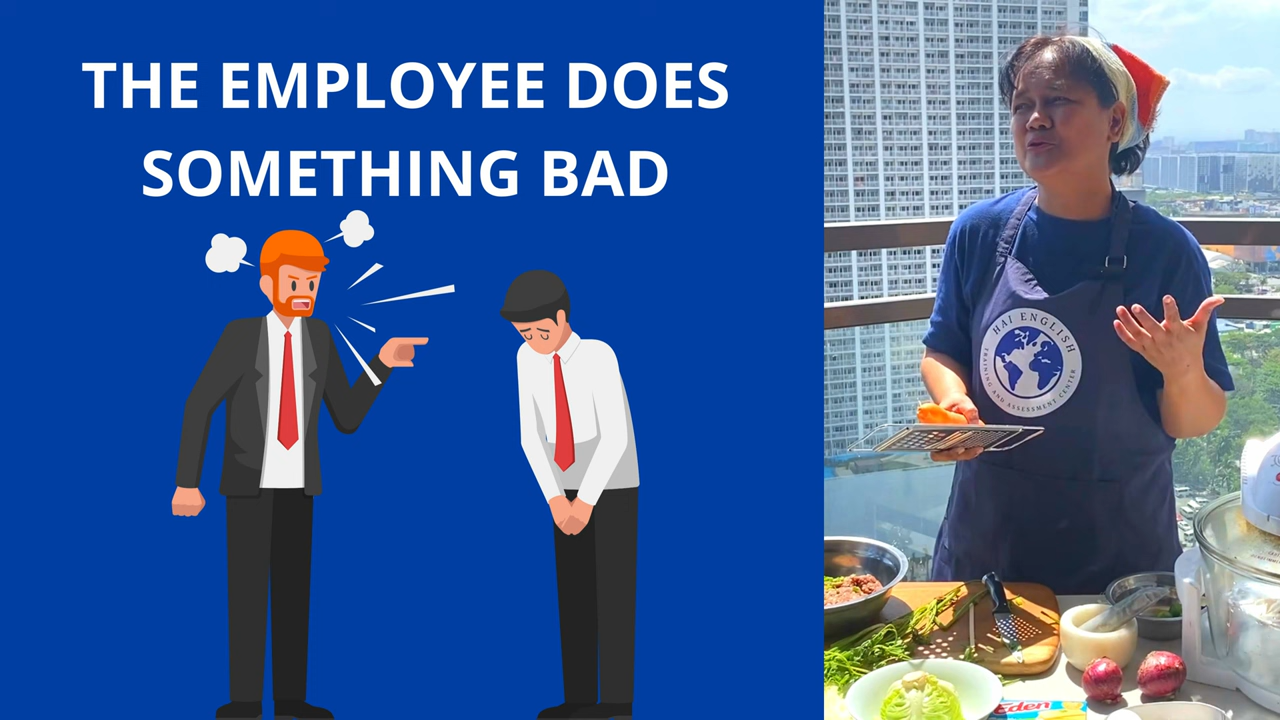 THE EMPLOYEE DOES
SOMETHING BAD
HAI ENGLISH
TRAINING AND ASSESSMENT CENTER
Eden